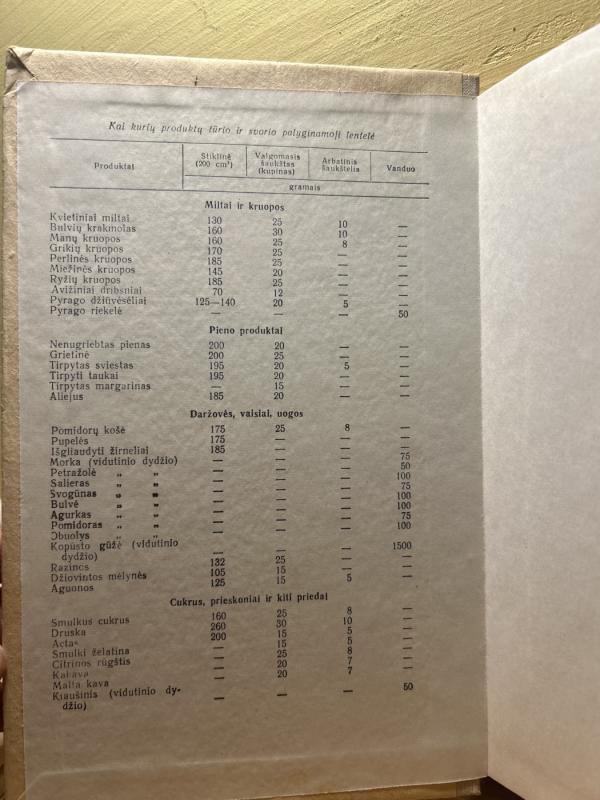 Kai kurių produktų tūrio ir svorio palyginamoji lentelė
Produktai Stiklinė (200 cm³) Valgomasis šaukštas (kupinas) Arbatinis šaukštelis Vanduo
gramais
Miltai ir kruopos
Kvietiniai miltai 130 25 10 —
Bulvių krakmolas 160 30 10 —
Manų kruopos 160 25 8 —
Grikių kruopos 170 25 — —
Perlinės kruopos 185 25 — —
Miežinės kruopos 145 20 — —
Ryžių kruopos 185 25 — —
Avižiniai dribsniai 70 12 — —
Pyrago džiūvėsėliai 125—140 20 5 —
Pyrago riekelė — — — 50
Pieno produktai
Nenugriebtas pienas 200 20 — —
Grietinė 200 25 — —
Tirpytas sviestas 195 20 5 —
Tirpyti taukai 195 20 — —
Tirpytas margarinas — 15 — —
Aliejus 185 20 — —
Daržovės, vaisiai, uogos
Pomidorų košė 175 25 8 —
Pupelės 175 — — —
Išgliaudyti žirneliai 185 — — —
Morka (vidutinio dydžio) — — — 75
Petražolė „ „ — — — 50
Salieras „ „ — — — 100
Svogūnas „ „ — — — 75
Bulvė „ „ — — — 100
Agurkas „ „ — — — 100
Pomidoras „ „ — — — 75
Obuolys „ „ — — — 100
Kopūsto gūžė (vidutinio
dydžio) — — — 1500
Razinos 132 25 — —
Džiovintos mėlynės 105 15 — —
Aguonos 125 15 5 —
Cukrus, prieskoniai ir kiti priedai
Smulkus cukrus 160 25 8 —
Druska 260 30 10 —
Actas 200 15 5 —
Smulki želatina — 15 5 —
Citrinos rūgštis — 25 8 —
Kakava — 20 7 —
Malta kava — 20 7 —
Kiaušinis (vidutinio dy-
džio) — — — 50